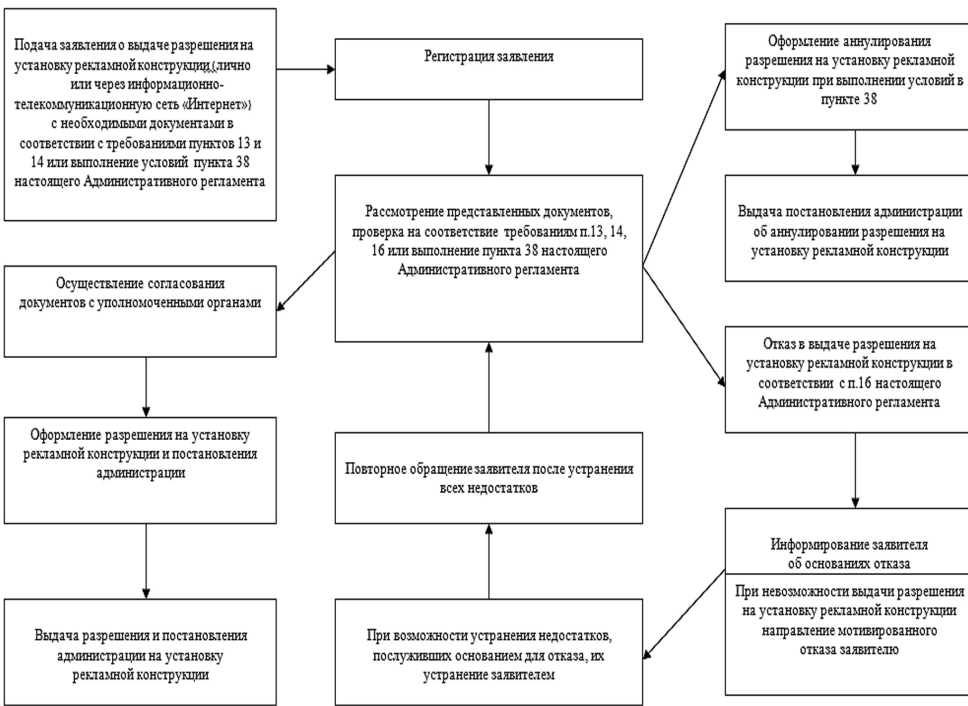 Подача заявления о выдаче разрешения на
установку рекламной конструкции (лично
или через информационно-
телекоммуникационную сеть «Интернет»)
с необходимыми документами в
соответствии с требованиями пунктов 13 и
14 или выполнение условий пункта 38
настоящего Административного регламента
Регистрация заявления
Оформление аннулирования
разрешения на установку рекламной
конструкции при выполнении условий в
пункте 38
Рассмотрение представленных документов,
проверка на соответствие требованиям п.13, 14,
16 или выполнение пункта 38 настоящего
Административного регламента
Выдача постановления администрации
об аннулировании разрешения на
установку рекламной конструкции
Осуществление согласования
документов с уполномоченными органами
Отказ в выдаче разрешения на
установку рекламной конструкции в
соответствии с п.16 настоящего
Административного регламента
Оформление разрешения на установку
рекламной конструкции и постановления
администрации
Повторное обращение заявителя после устранения
всех недостатков
Информирование заявителя
об основаниях отказа
При невозможности выдачи разрешения
на установку рекламной конструкции
направление мотивированного
отказа заявителю
Выдача разрешения и постановления
администрации на установку
рекламной конструкции
При возможности устранения недостатков,
послуживших основанием для отказа, их
устранение заявителем